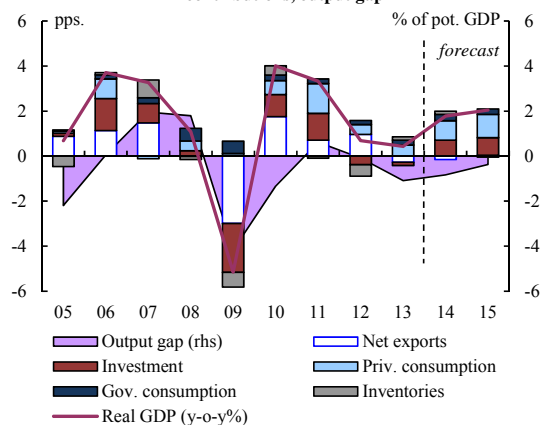 pps.
% of pot. GDP
forecast
6
6
4
4
2
2
0
0
-2
-2
-4
-4
-6
-6
05 06 07 08 09 10 11 12 13 14 15
Output gap (rhs) Net exports
Investment Priv. consumption
Gov. consumption Inventories
Real GDP (y-o-y%)